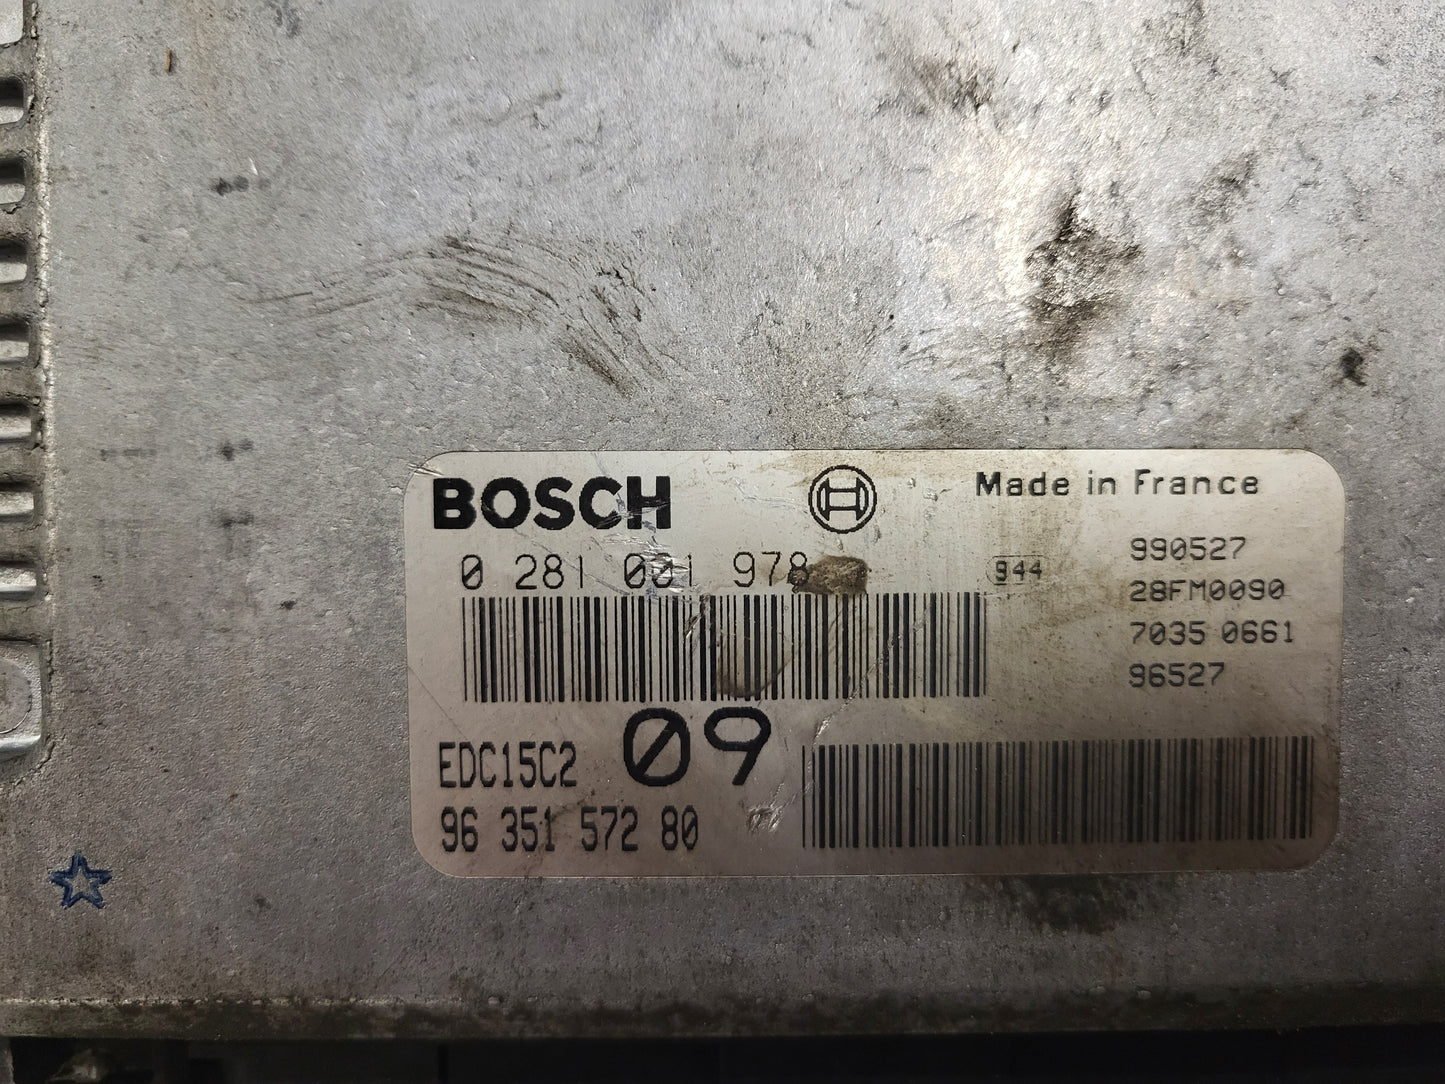 BOSCH
Made in France
0 281 001 978
944
990527
28FM0090
7035 0661
96527
EDC15C2
09
96 351 572 80